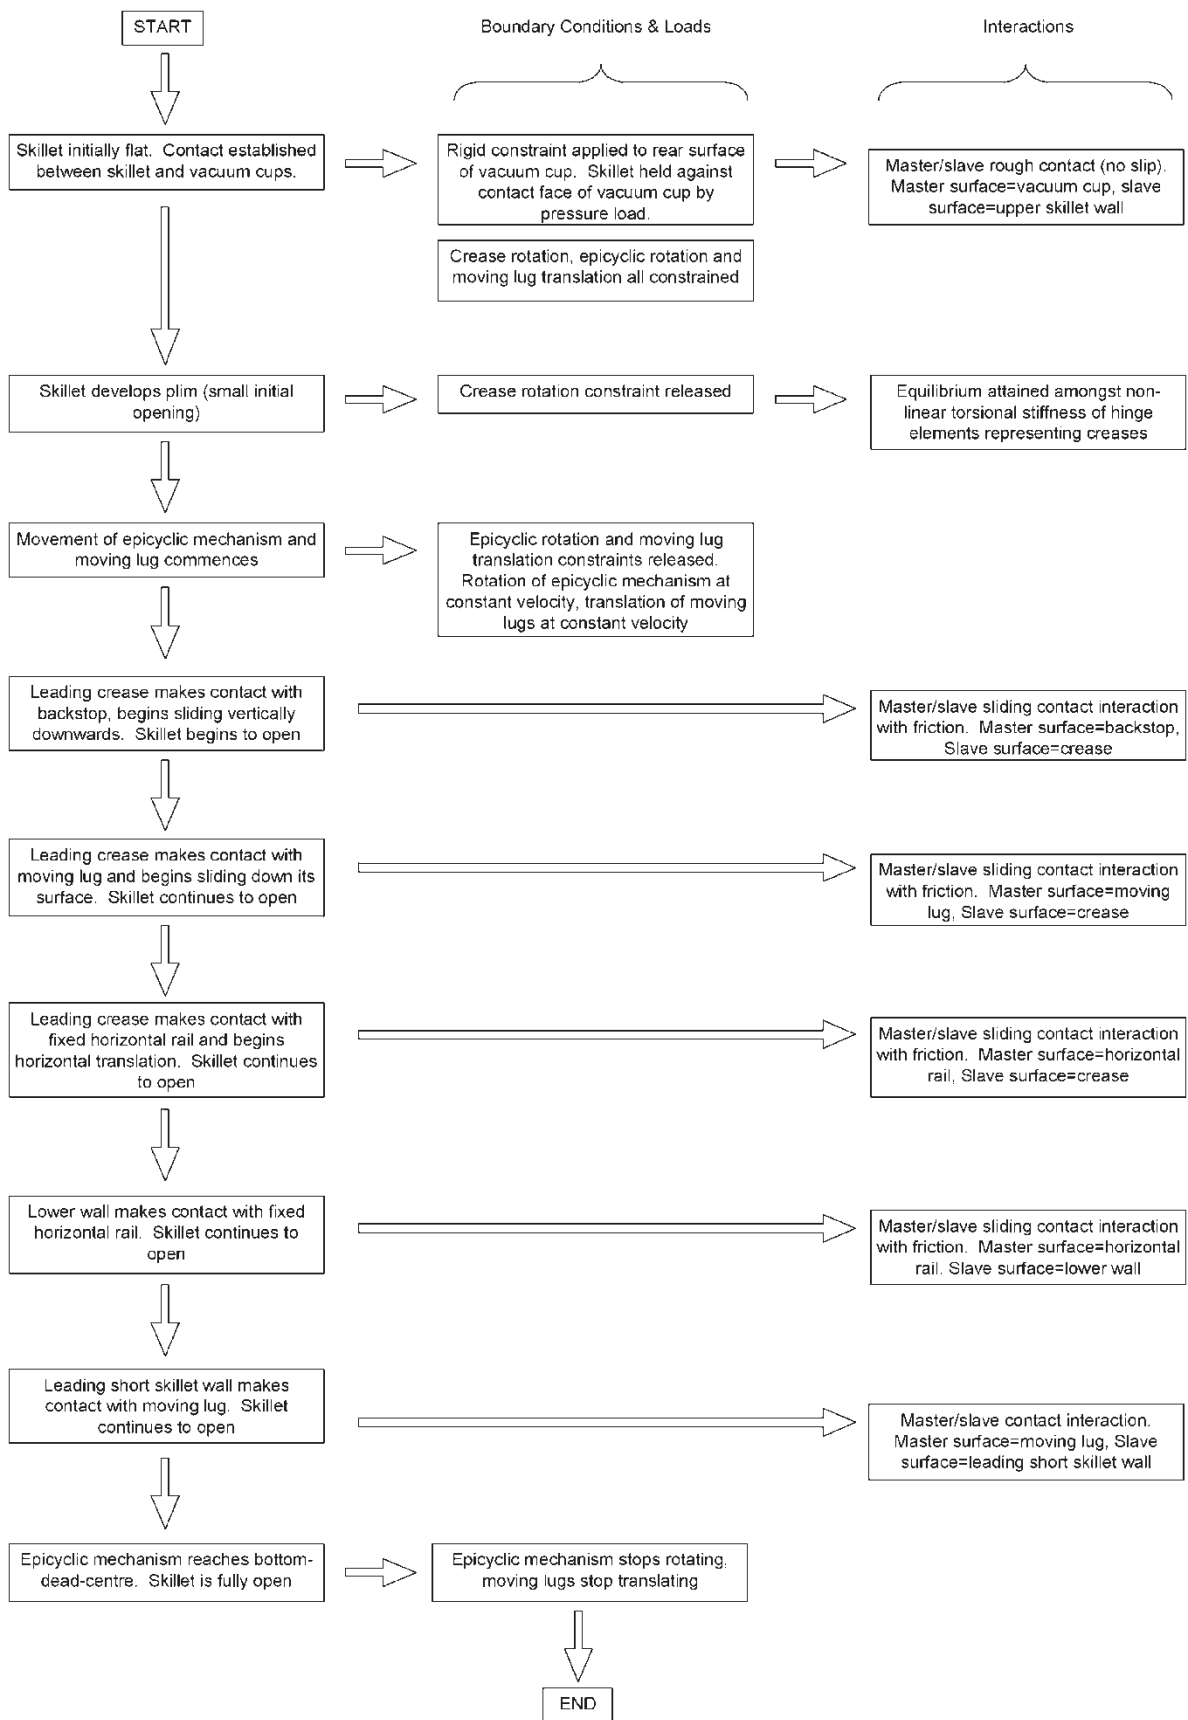 START
Boundary Conditions & Loads
Interactions
Skillet initially flat.  Contact established
between skillet and vacuum cups.
Rigid constraint applied to rear surface
of vacuum cup.  Skillet held against
contact face of vacuum cup by
pressure load.
Master/slave rough contact (no slip).
Master surface=vacuum cup, slave
surface=upper skillet wall
Crease rotation, epicyclic rotation and
moving lug translation all constrained
Skillet develops plim (small initial
opening)
Crease rotation constraint released
Equilibrium attained amongst non-
linear torsional stiffness of hinge
elements representing creases
Movement of epicyclic mechanism and
moving lug commences
Epicyclic rotation and moving lug
translation constraints released.
Rotation of epicyclic mechanism at
constant velocity, translation of moving
lugs at constant velocity
Leading crease makes contact with
backstop, begins sliding vertically
downwards.  Skillet begins to open
Master/slave sliding contact interaction
with friction.  Master surface=backstop,
Slave surface=crease
Leading crease makes contact with
moving lug and begins sliding down its
surface.  Skillet continues to open
Master/slave sliding contact interaction
with friction.  Master surface=moving
lug, Slave surface=crease
Leading crease makes contact with
fixed horizontal rail and begins
horizontal translation.  Skillet continues
to open
Master/slave sliding contact interaction
with friction.  Master surface=horizontal
rail, Slave surface=crease
Lower wall makes contact with fixed
horizontal rail.  Skillet continues to
open
Master/slave sliding contact interaction
with friction.  Master surface=horizontal
rail. Slave surface=lower wall
Leading short skillet wall makes
contact with moving lug.  Skillet
continues to open
Master/slave contact interaction.
Master surface=moving lug, Slave
surface=leading short skillet wall
Epicyclic mechanism reaches bottom-
dead-centre.  Skillet is fully open
Epicyclic mechanism stops rotating,
moving lugs stop translating
END